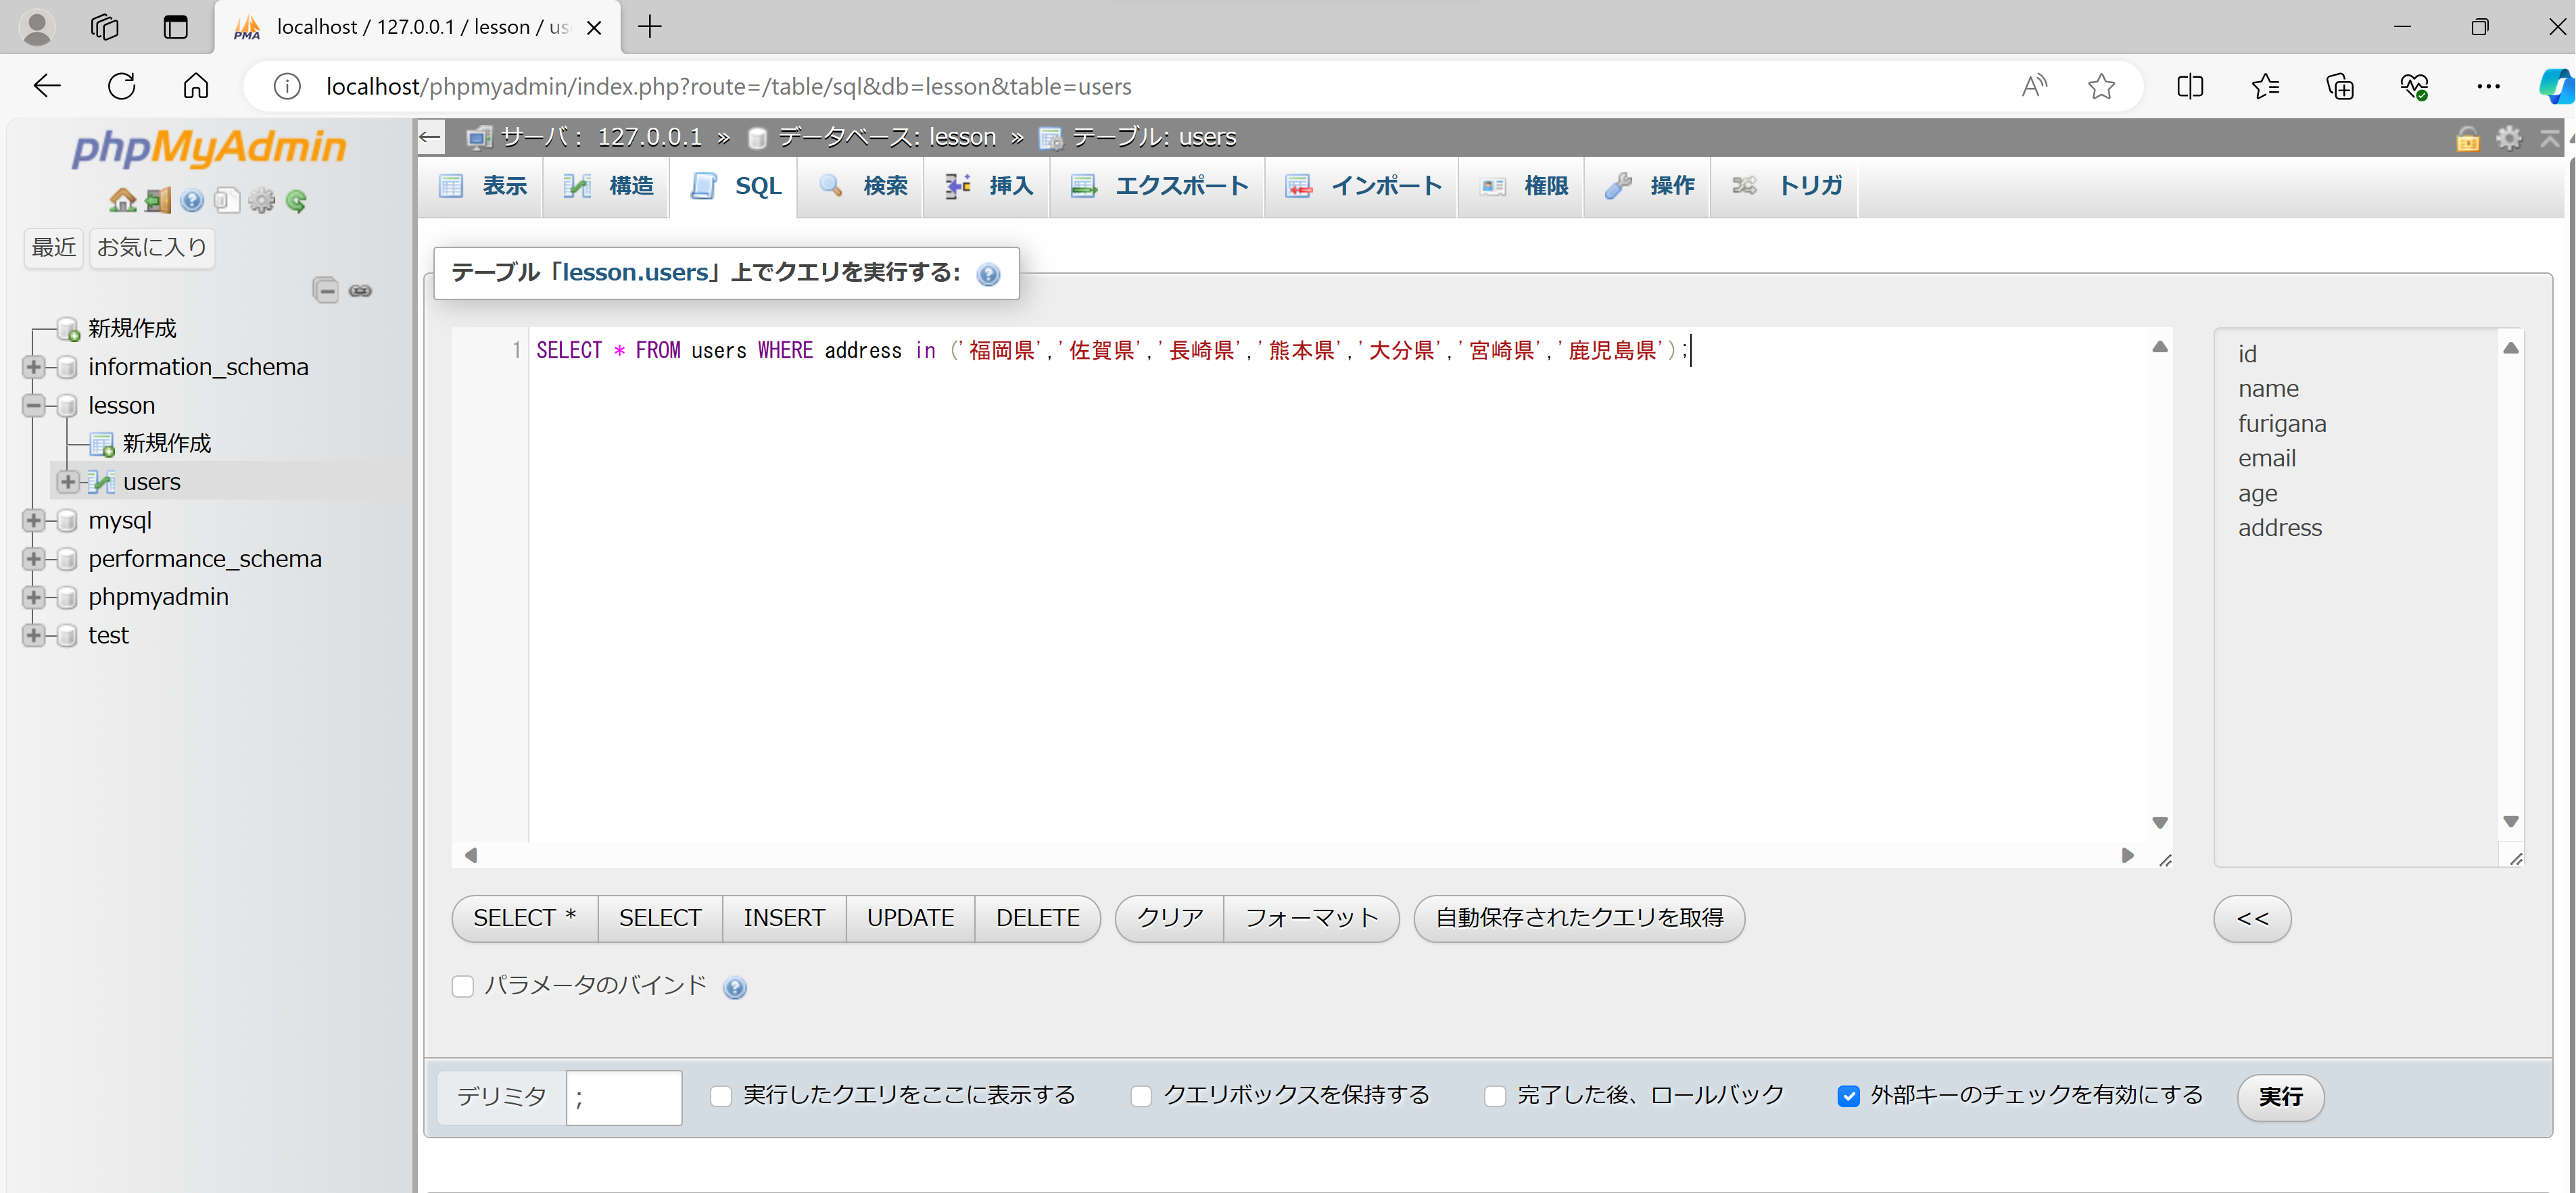 localhost / 127.0.0.1 / lesson / us
localhost/phpmyadmin/index.php?route=/table/sql&db=lesson&table=users
phpMyAdmin
最近 お気に入り
新規作成
information_schema
lesson
新規作成
users
mysql
performance_schema
phpmyadmin
test
サーバ: 127.0.0.1 » データベース: lesson » テーブル: users
表示 構造 SQL 検索 挿入 エクスポート インポート 権限 操作 トリガ
テーブル「lesson.users」上でクエリを実行する:
1 SELECT * FROM users WHERE address in ('福岡県','佐賀県','長崎県','熊本県','大分県','宮崎県','鹿児島県');
id
name
furigana
email
age
address
SELECT * SELECT INSERT UPDATE DELETE クリア フォーマット 自動保存されたクエリを取得 <<
パラメータのバインド
デリミタ ; 実行したクエリをここに表示する クエリボックスを保持する 完了した後、ロールバック 外部キーのチェックを有効にする 実行